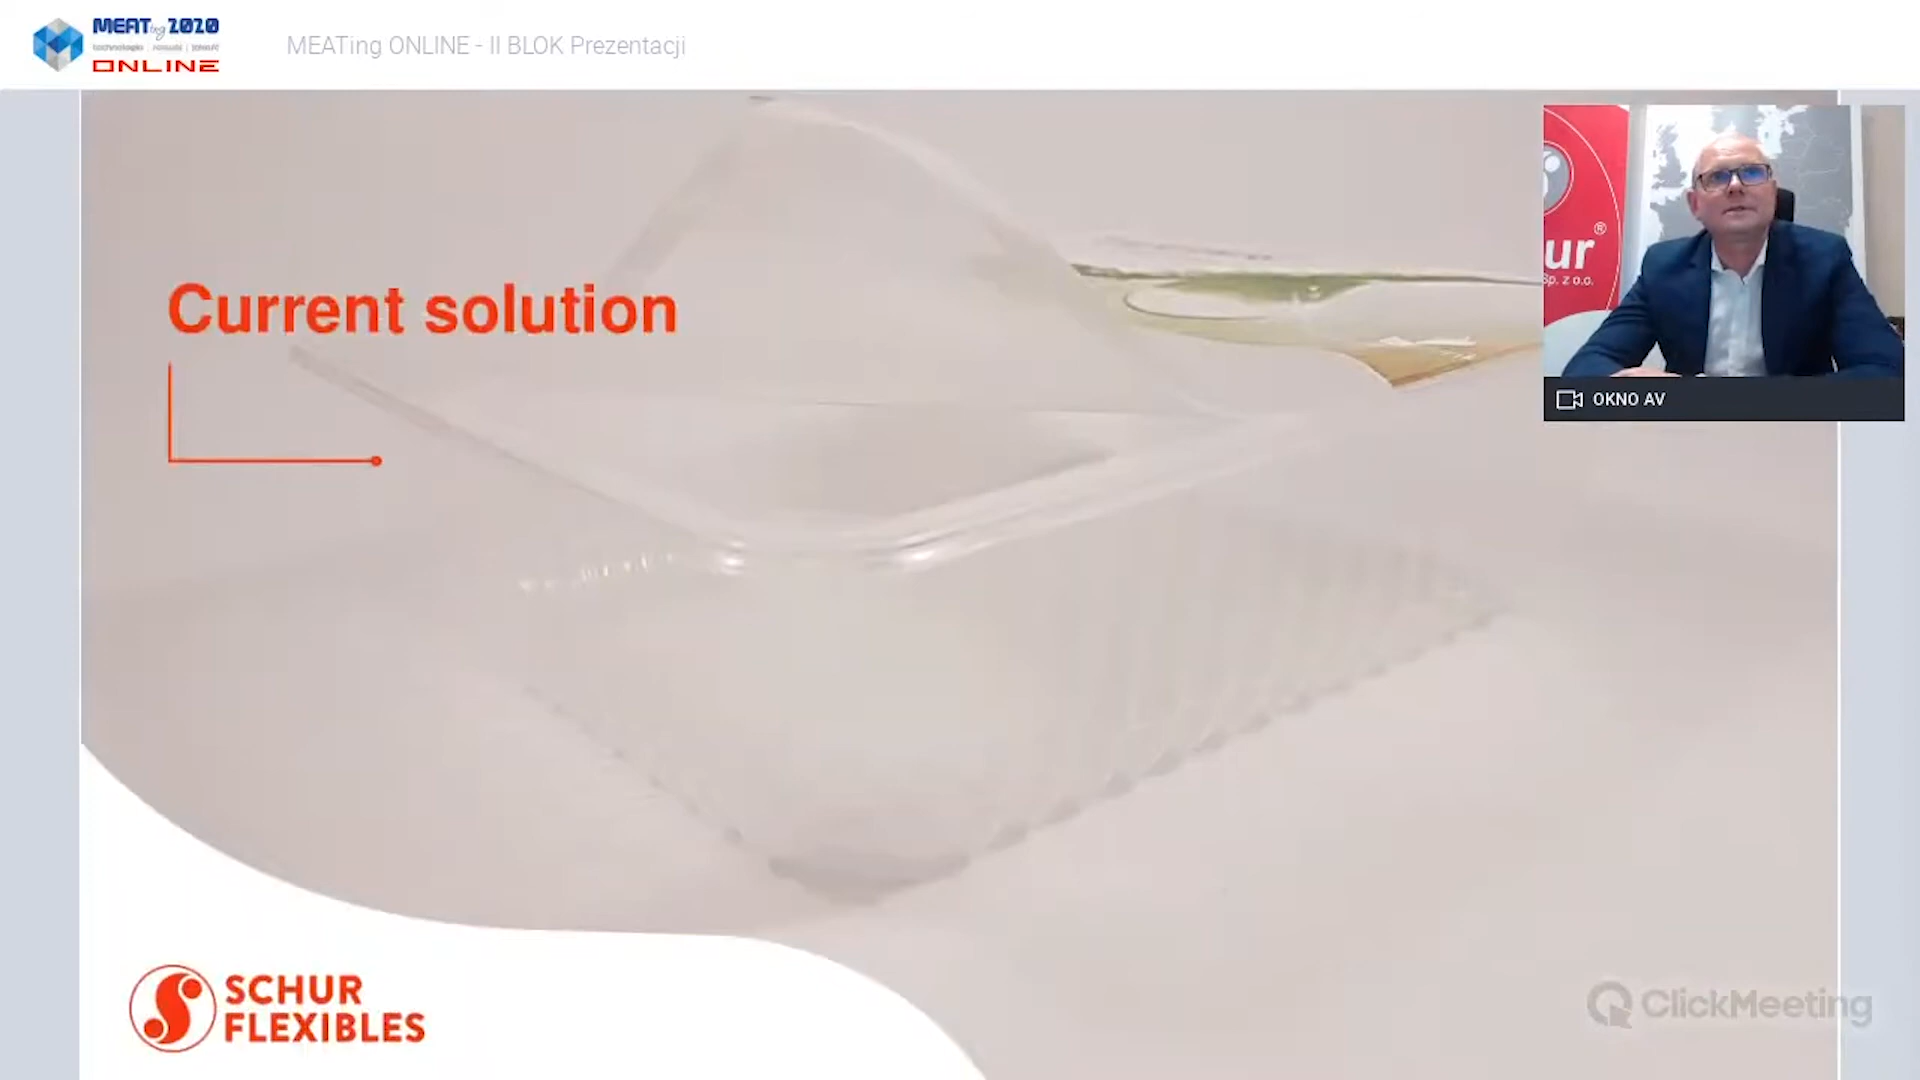 MEATing 2020
ONLINE
MEATing ONLINE - II BLOK Prezentacji
Current solution
ur®
Sp. z o.o.
OKNO AV
SCHUR
FLEXIBLES
ClickMeeting